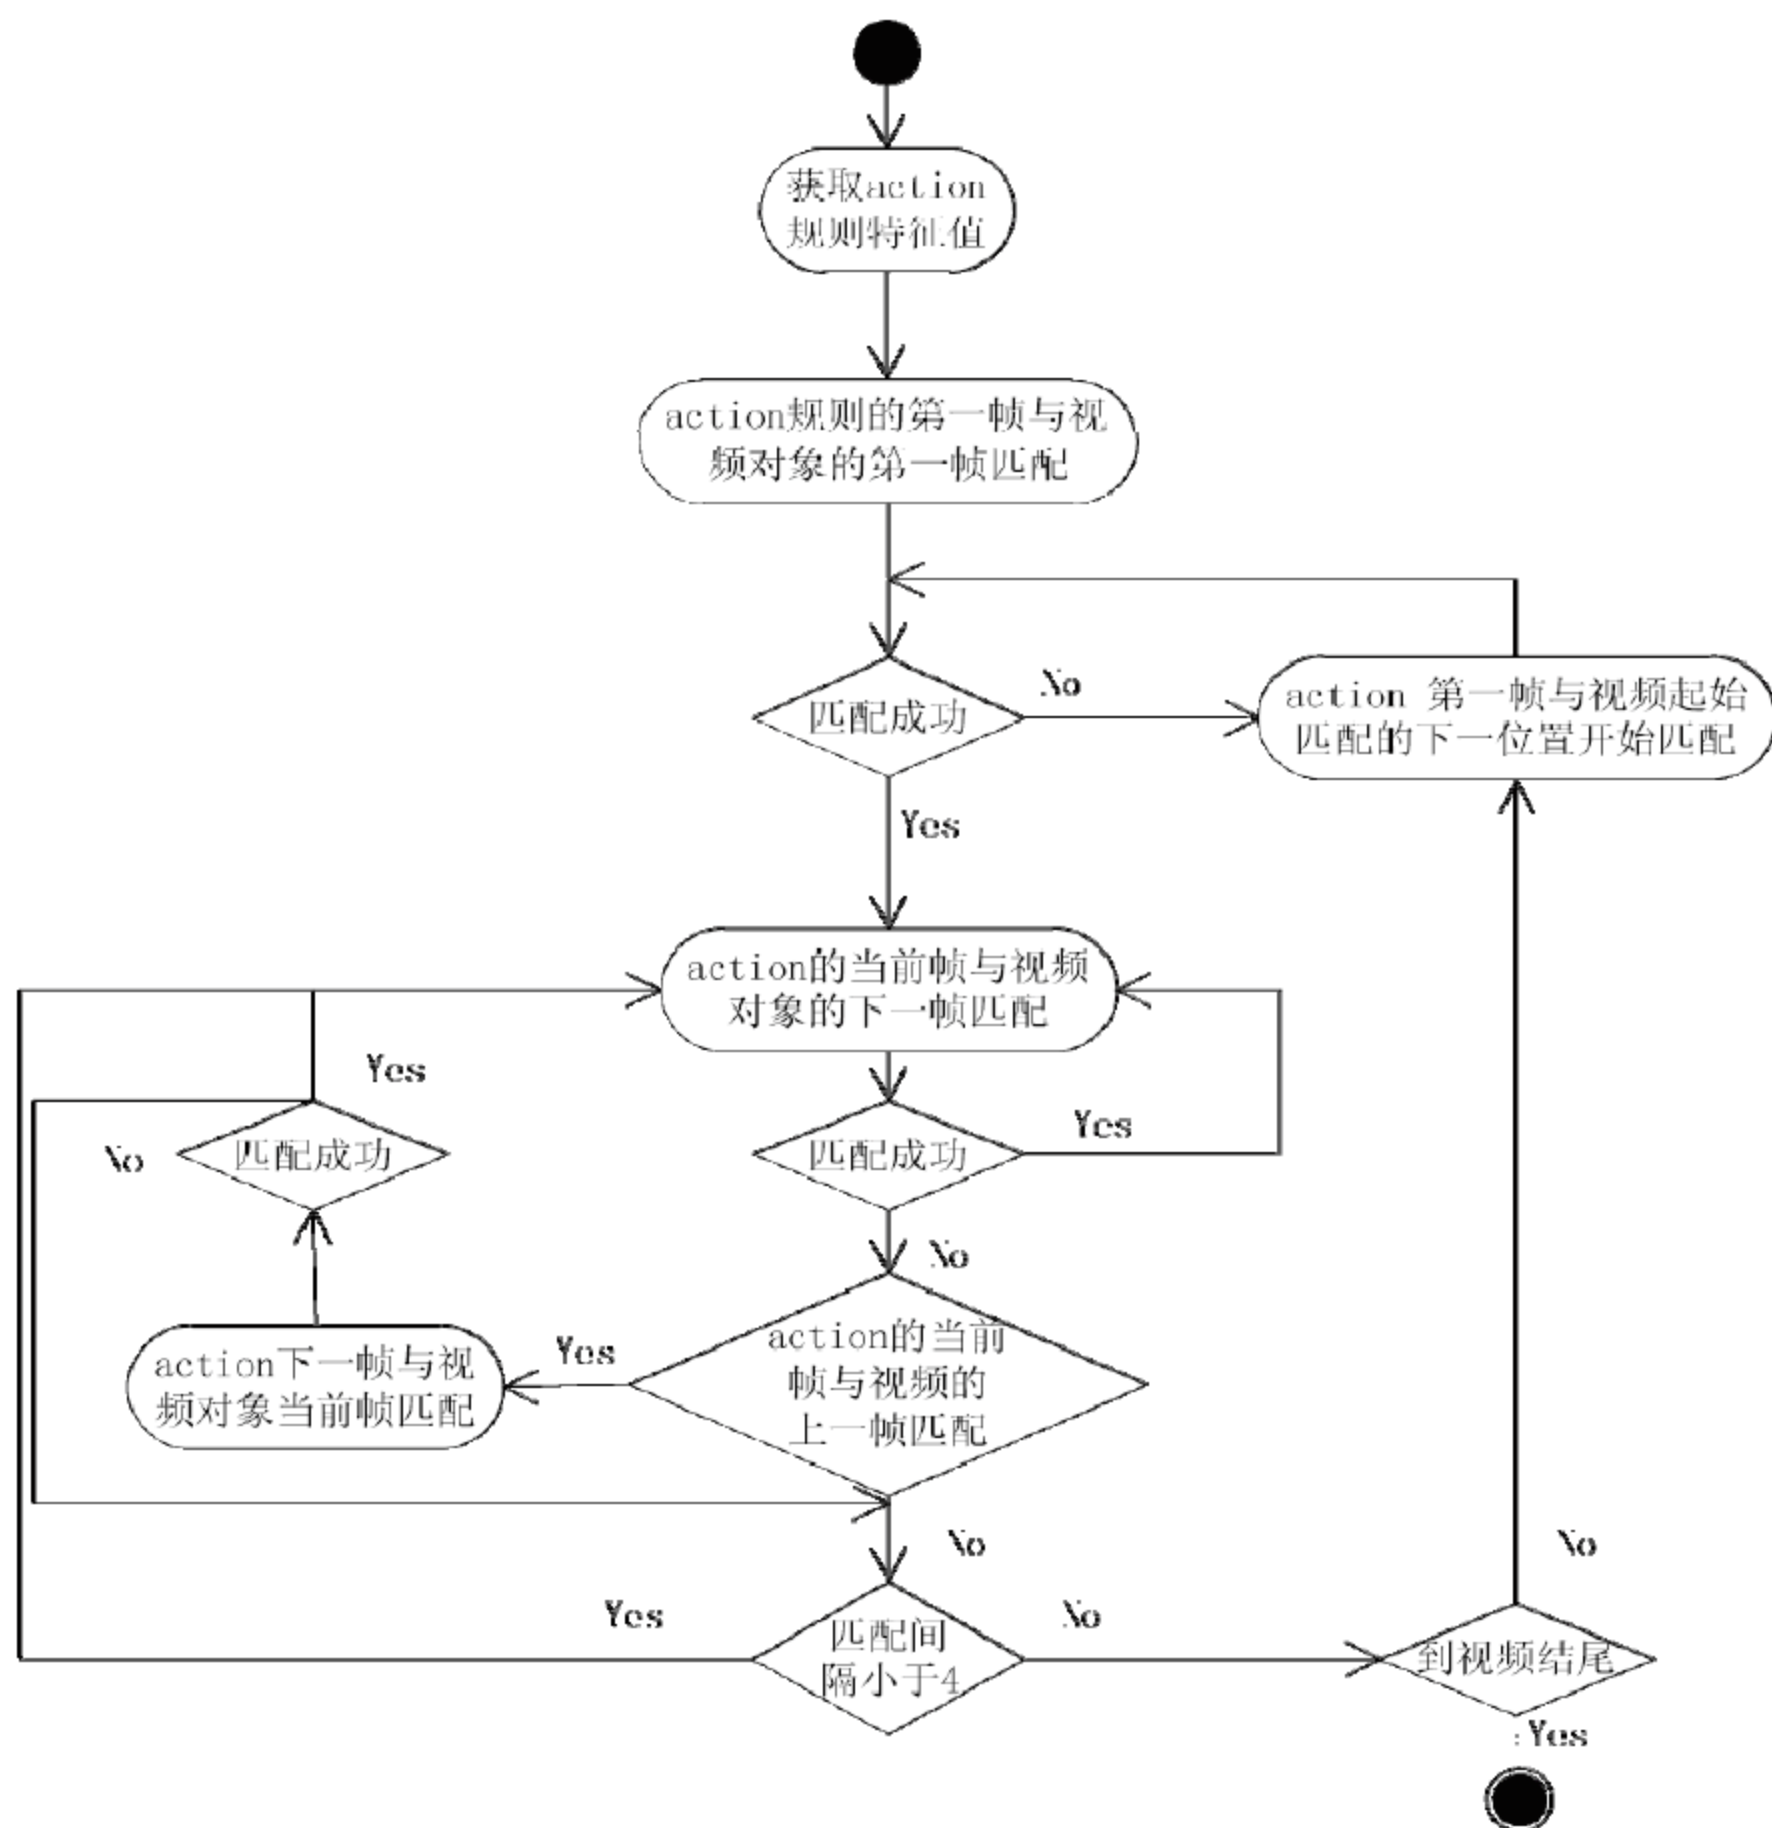 获取action
规则特征值
action规则的第一帧与视
频对象的第一帧匹配
匹配成功
No
action 第一帧与视频起始
匹配的下一位置开始匹配
Yes
action的当前帧与视频
对象的下一帧匹配
Yes
No
匹配成功
匹配成功
Yes
No
action下一帧与视
频对象当前帧匹配
Yes
action的当前
帧与视频的
上一帧匹配
No
No
Yes
匹配间
隔小于4
No
到视频结尾
:Yes